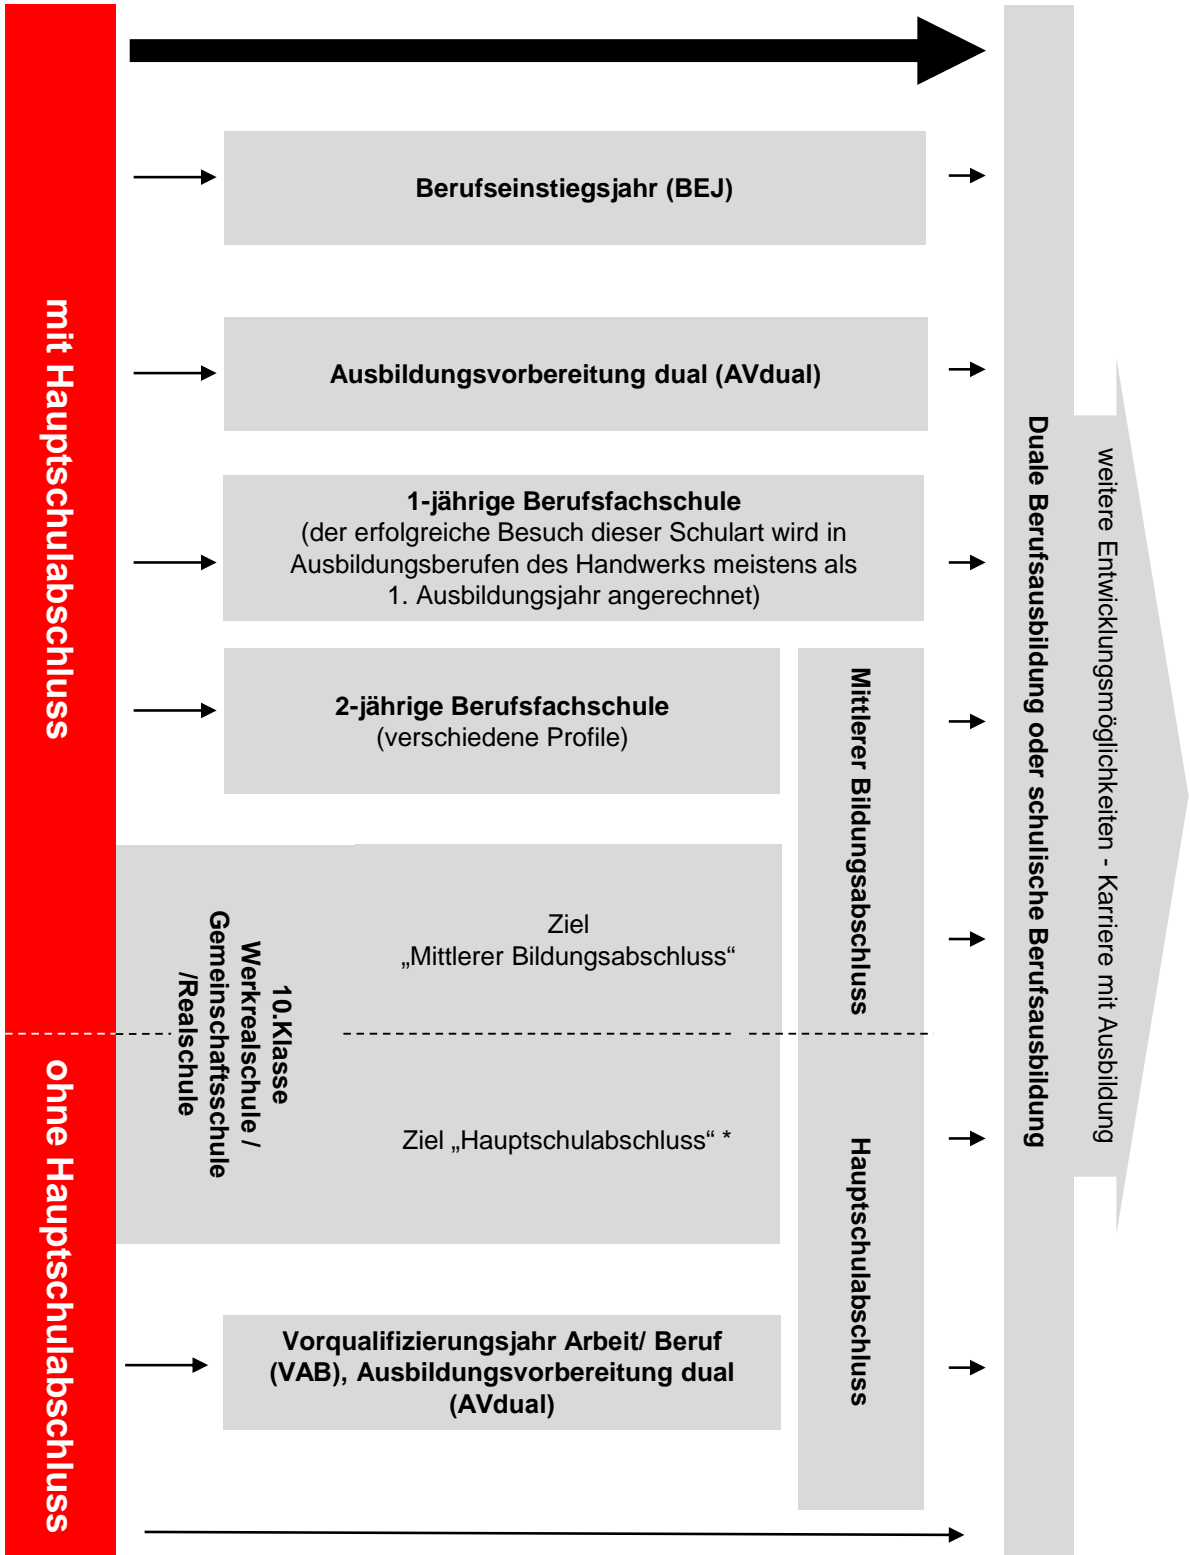 mit Hauptschulabschluss
Berufseinstiegsjahr (BEJ)
Ausbildungsvorbereitung dual (AVdual)
1-jährige Berufsfachschule
(der erfolgreiche Besuch dieser Schulart wird in
Ausbildungsberufen des Handwerks meistens als
1. Ausbildungsjahr angerechnet)
2-jährige Berufsfachschule
(verschiedene Profile)
Mittlerer Bildungsabschluss
10.Klasse
Werkrealschule /
Gemeinschaftsschule
/Realschule
Ziel
„Mittlerer Bildungsabschluss“
ohne Hauptschulabschluss
Ziel „Hauptschulabschluss“ *
Hauptschulabschluss
Vorqualifizierungsjahr Arbeit/ Beruf
(VAB), Ausbildungsvorbereitung dual
(AVdual)
Duale Berufsausbildung oder schulische Berufsausbildung
weitere Entwicklungsmöglichkeiten - Karriere mit Ausbildung